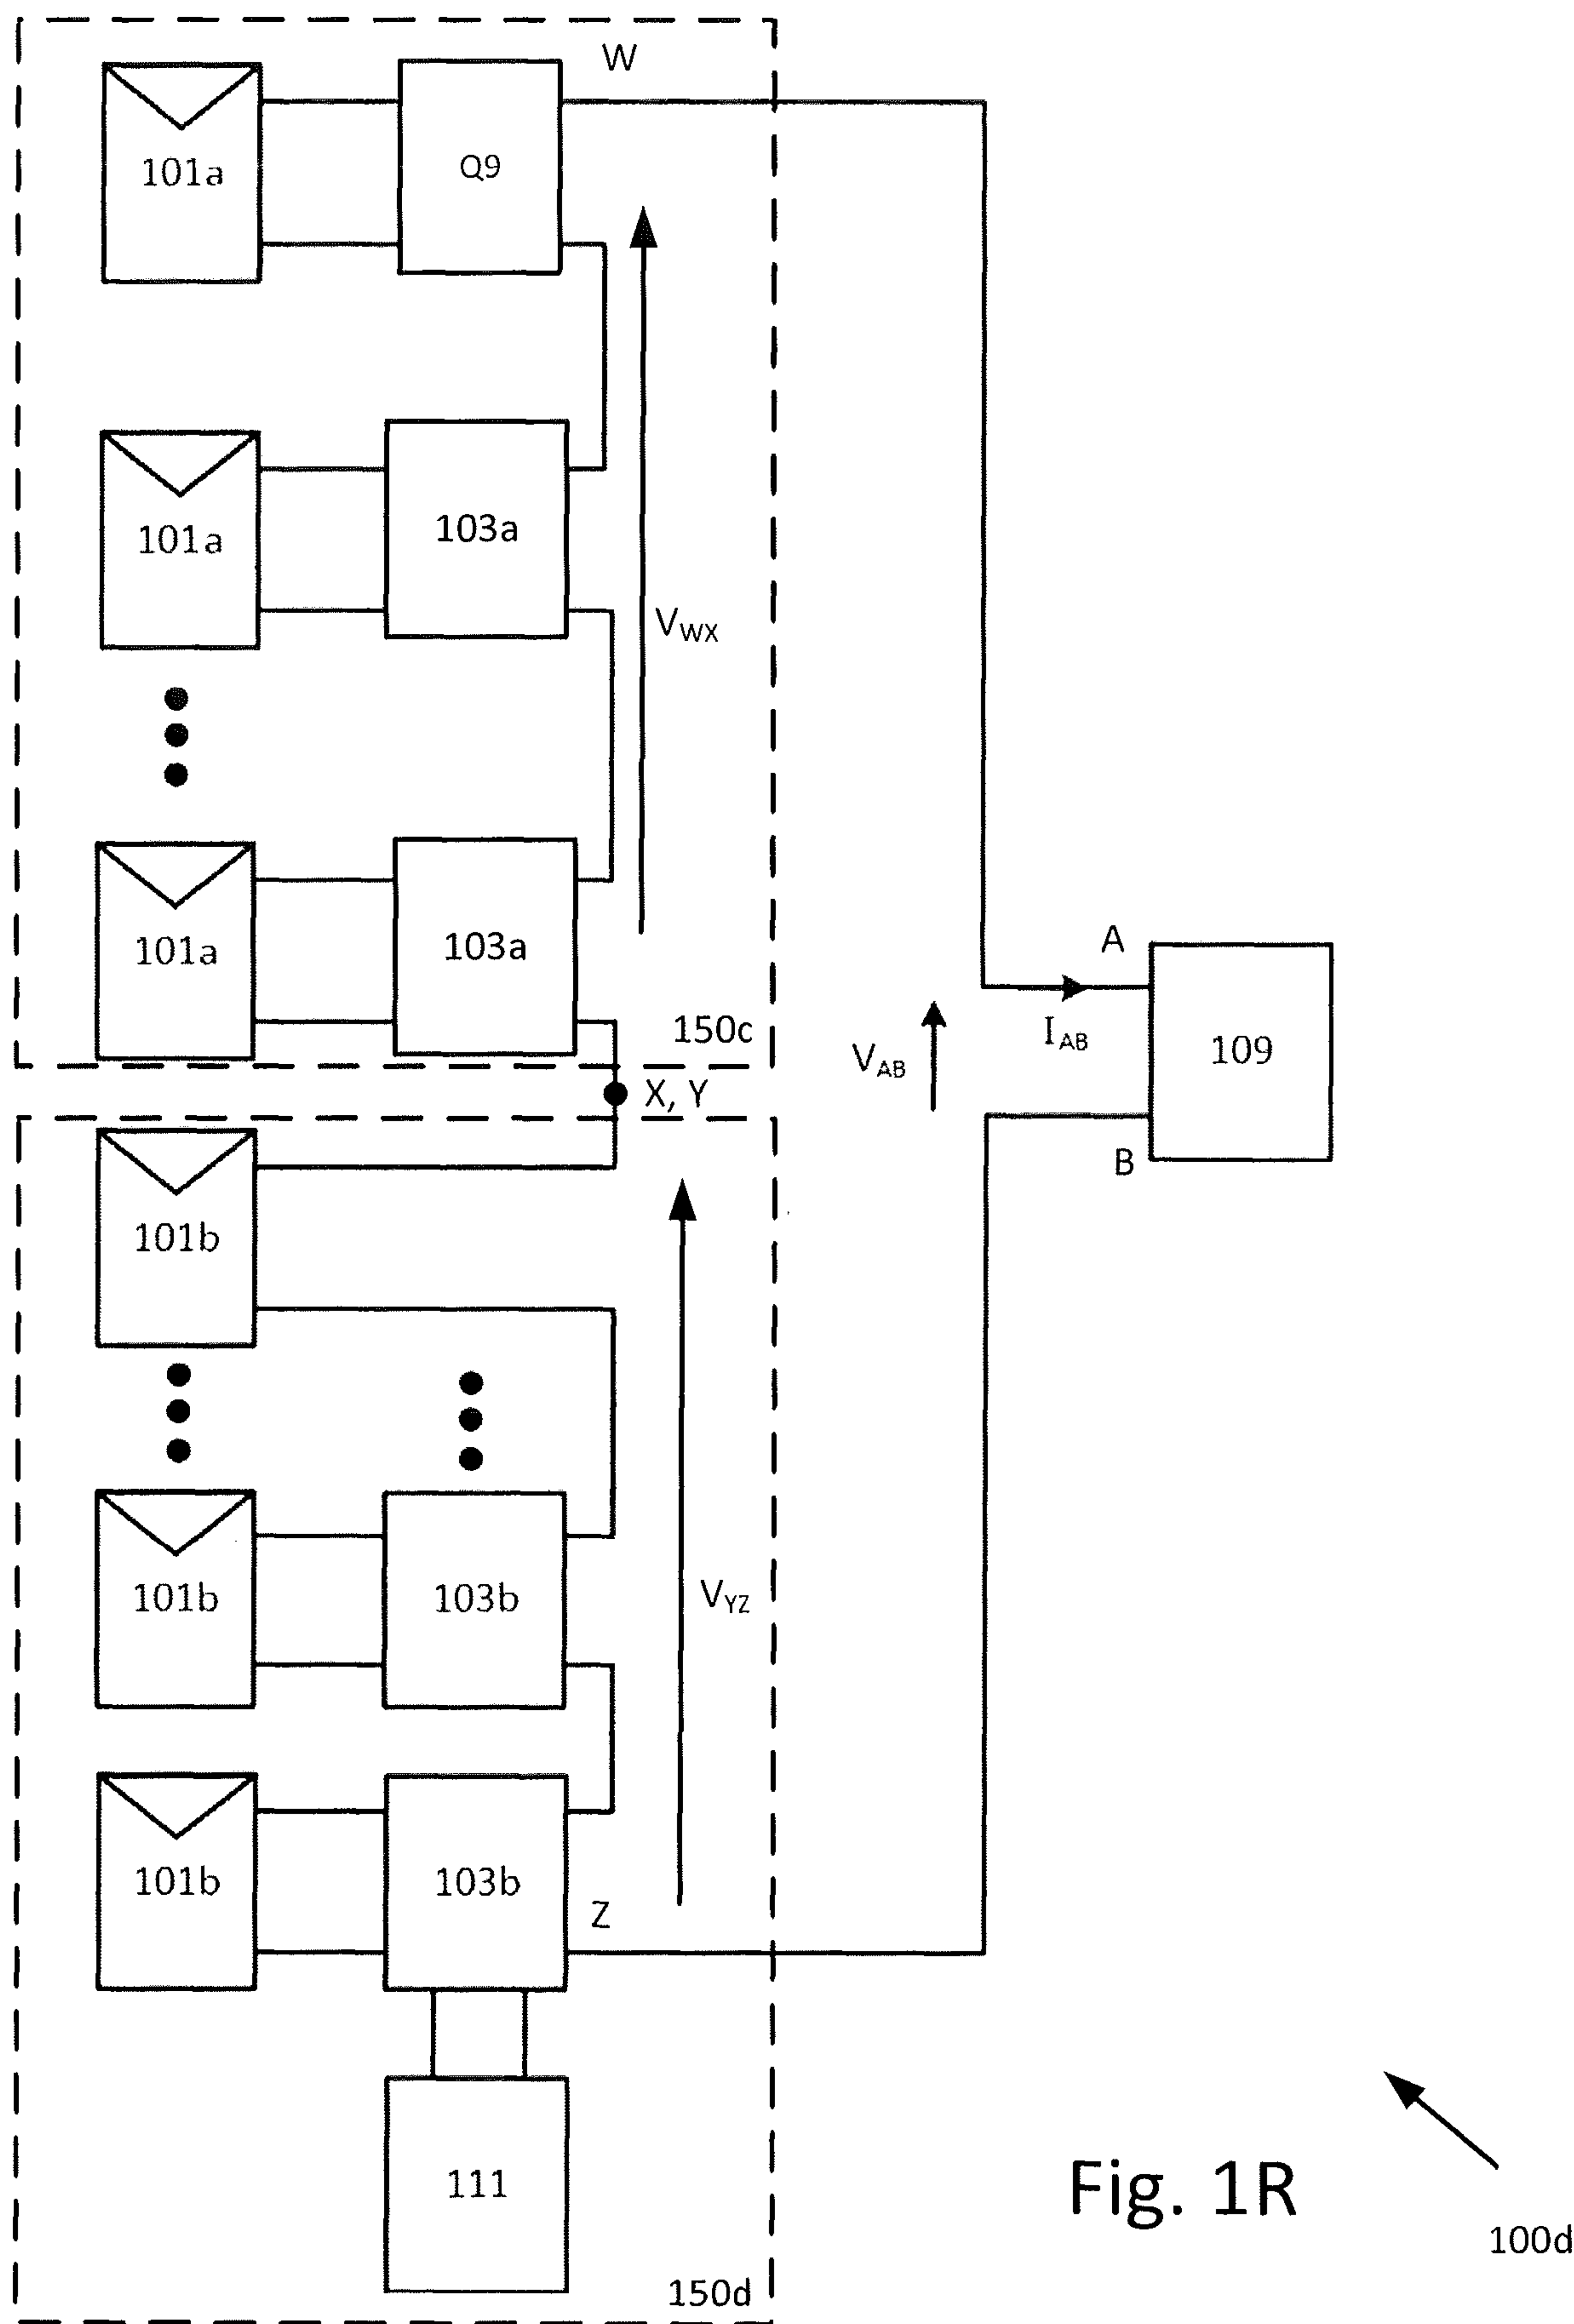 W
101a
Q9
101a
103a
VWX
101a
103a
150c
A
IAB
VAB
109
X, Y
B
101b
101b
103b
VYZ
101b
103b
Z
111
150d
Fig. 1R
100d